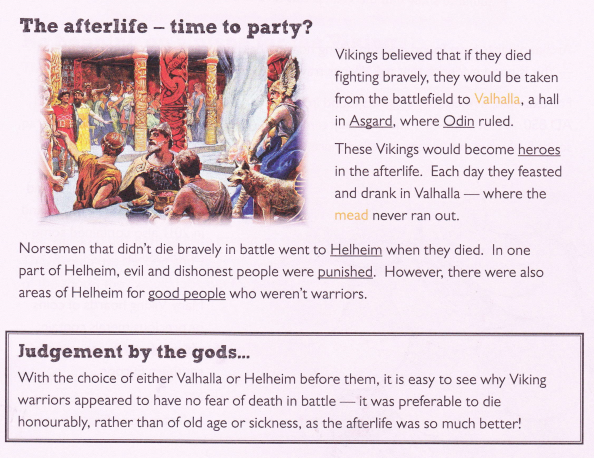 The afterlife – time to party?
Vikings believed that if they died
fighting bravely, they would be taken
from the battlefield to Valhalla, a hall
in Asgard, where Odin ruled.
These Vikings would become heroes
in the afterlife. Each day they feasted
and drank in Valhalla — where the
mead never ran out.
Norsemen that didn't die bravely in battle went to Helheim when they died. In one
part of Helheim, evil and dishonest people were punished. However, there were also
areas of Helheim for good people who weren't warriors.
Judgement by the gods...
With the choice of either Valhalla or Helheim before them, it is easy to see why Viking
warriors appeared to have no fear of death in battle — it was preferable to die
honourably, rather than of old age or sickness, as the afterlife was so much better!